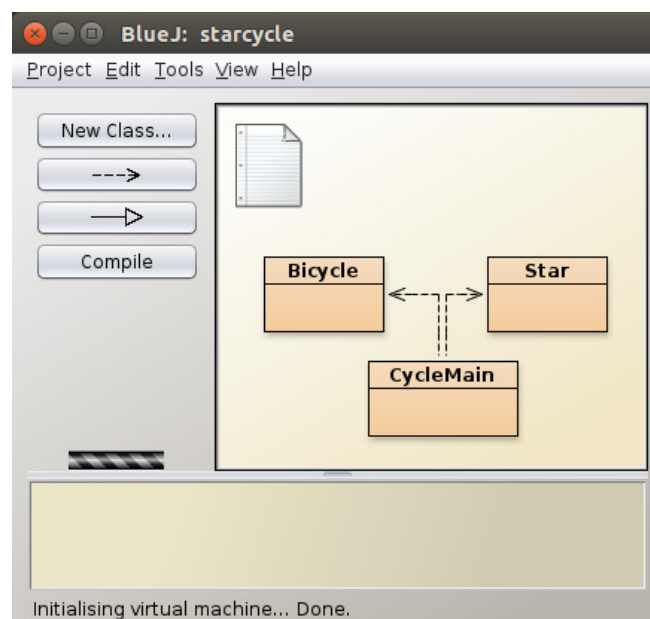 BlueJ: starcycle
Project Edit Tools View Help
New Class...
Compile
Bicycle
Star
CycleMain
Initialising virtual machine... Done.